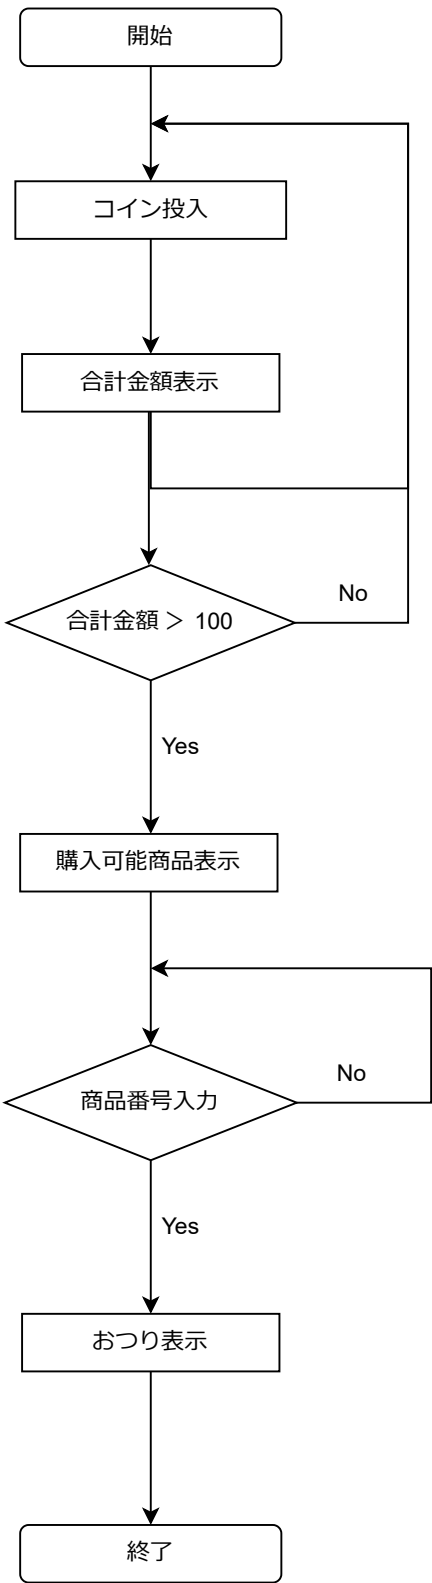 開始
コイン投入
合計金額表示
合計金額 ＞ 100
No
Yes
購入可能商品表示
商品番号入力
No
Yes
おつり表示
終了